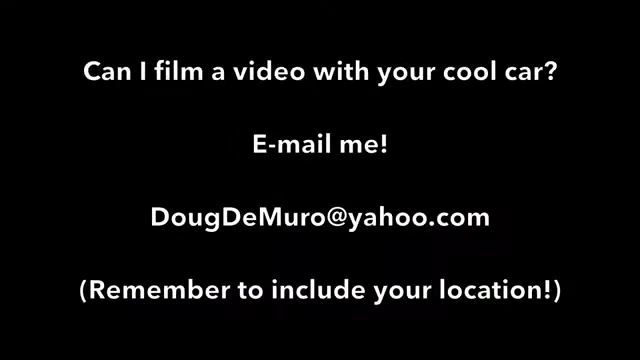 Can I film a video with your cool car?
E-mail me!
DougDeMuro@yahoo.com
(Remember to include your location!)